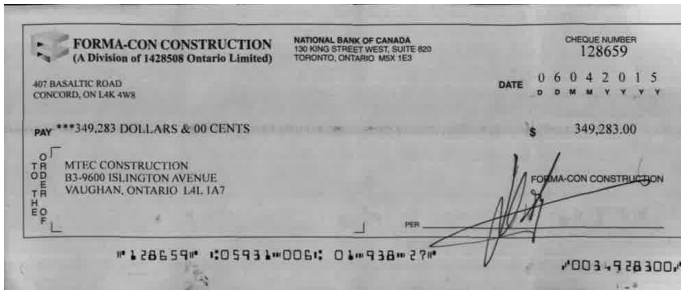 FORMA-CON CONSTRUCTION
(A Division of 1428508 Ontario Limited)
407 BASALTIC ROAD
CONCORD, ON L4K 4W8
NATIONAL BANK OF CANADA
130 KING STREET WEST, SUITE 820
TORONTO, ONTARIO M5X 1E3
CHEQUE NUMBER
128659
DATE 0 6 0 4 2 0 1 5
D D M M Y Y Y Y
PAY ***349,283 DOLLARS & 00 CENTS $ 349,283.00
TO THE ORDER OF
MTEC CONSTRUCTION
B3-9600 ISLINGTON AVENUE
VAUGHAN, ONTARIO L4L 1A7
FORMA-CON CONSTRUCTION
PER
⑈128659⑈ ⑆05931⑉006⑆ 01⑉938⑉27⑈ ⑈0034928300⑈